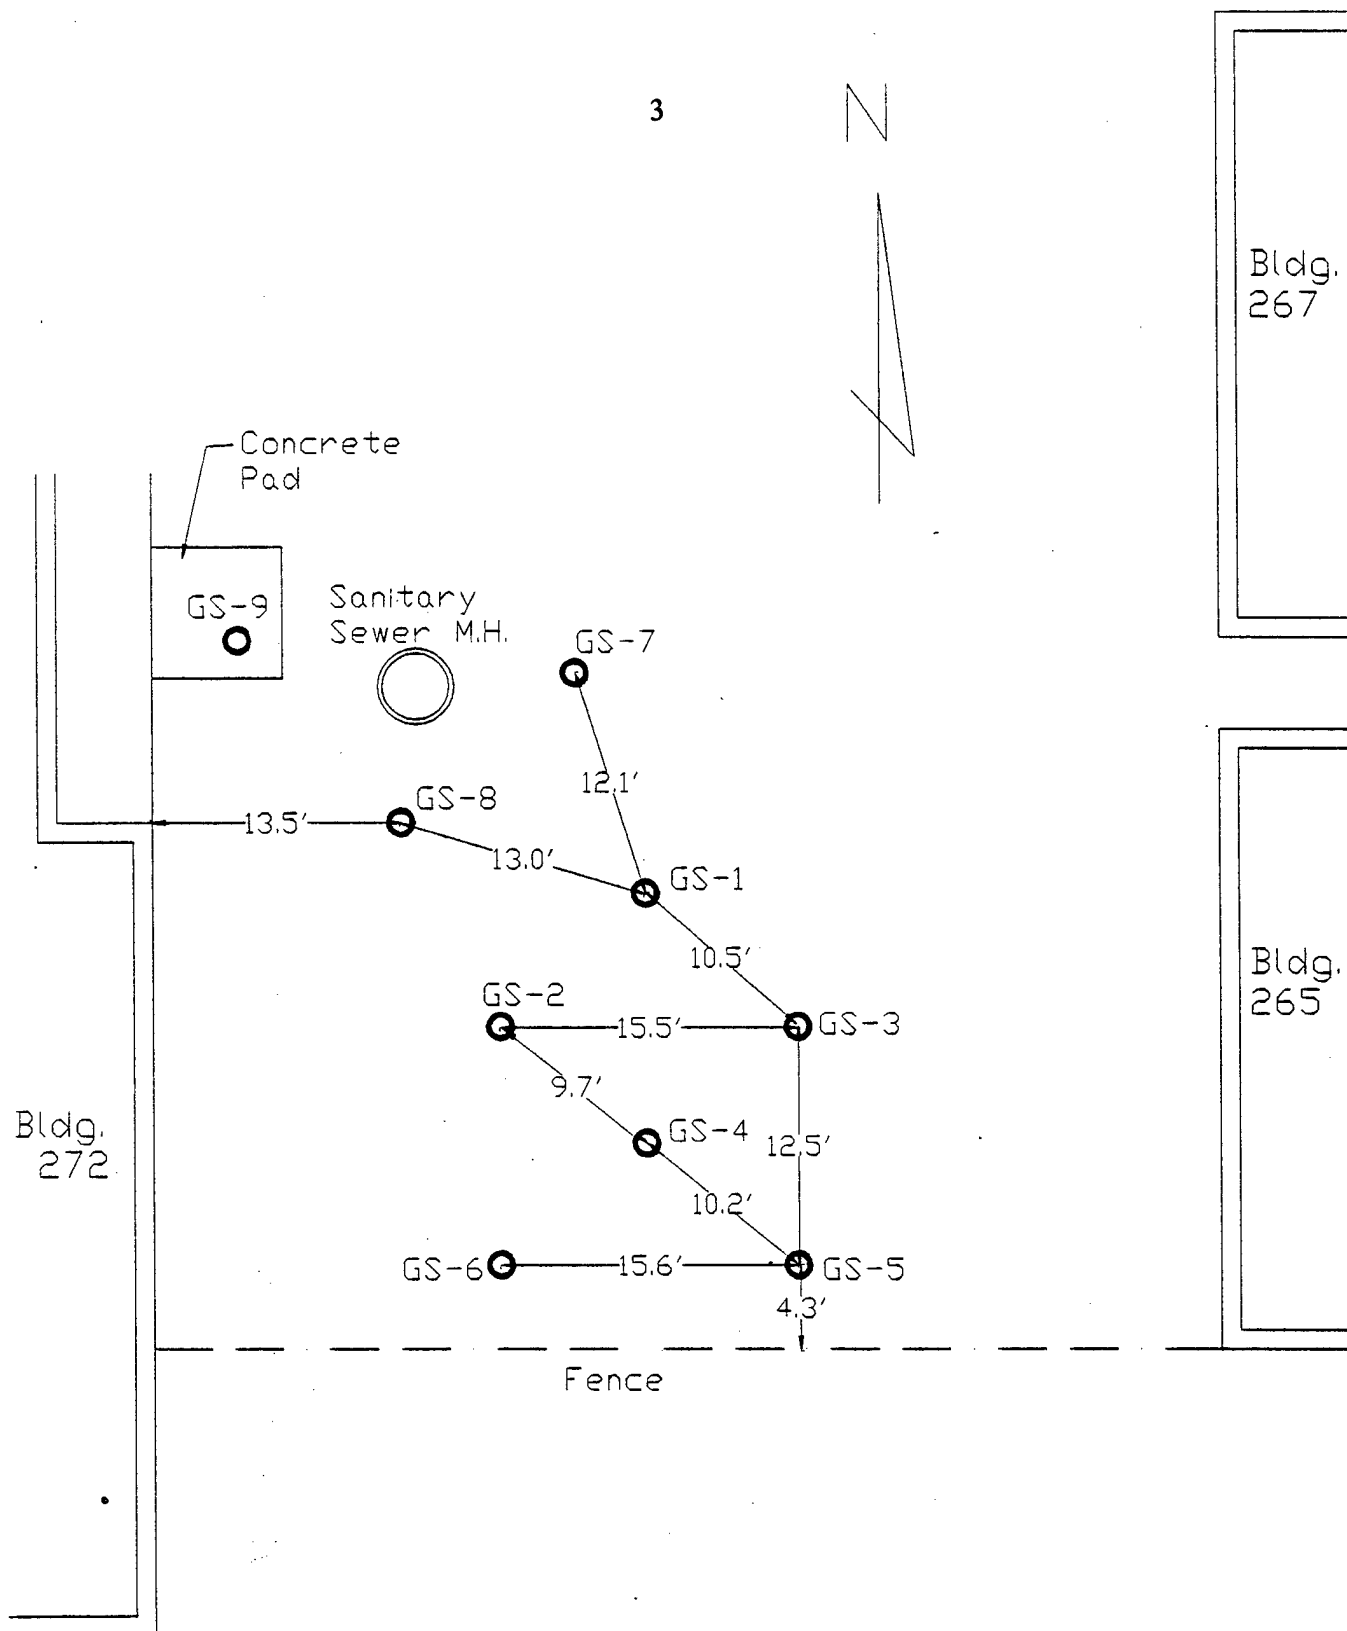 3
N
Bldg.
267
Concrete
Pad
GS-9
Sanitary
Sewer M.H.
GS-7
12.1'
GS-8
13.5'
13.0'
GS-1
10.5'
Bldg.
265
GS-2
15.5'
GS-3
9.7'
GS-4
12.5'
Bldg.
272
10.2'
GS-6
15.6'
GS-5
4.3'
Fence